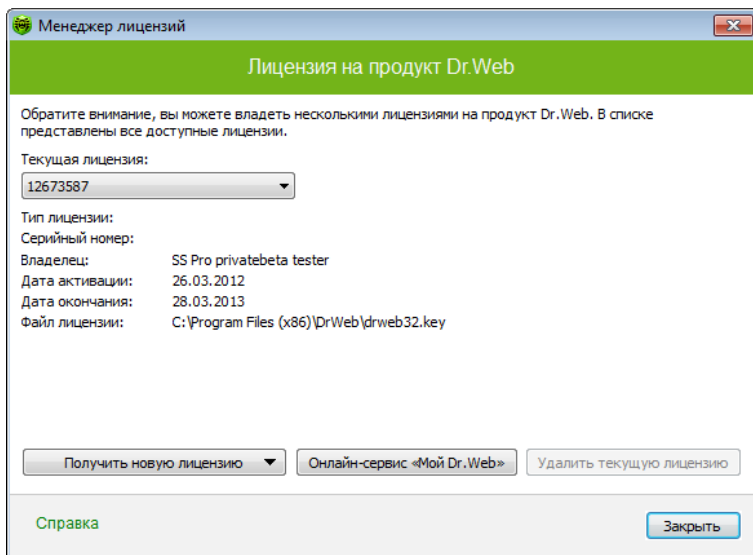 Менеджер лицензий
Лицензия на продукт Dr.Web
Обратите внимание, вы можете владеть несколькими лицензиями на продукт Dr.Web. В списке
представлены все доступные лицензии.
Текущая лицензия:
12673587
Тип лицензии:
Серийный номер:
Владелец: SS Pro privatebeta tester
Дата активации: 26.03.2012
Дата окончания: 28.03.2013
Файл лицензии: C:\Program Files (x86)\DrWeb\drweb32.key
Получить новую лицензию Онлайн-сервис «Мой Dr.Web» Удалить текущую лицензию
Справка Закрыть